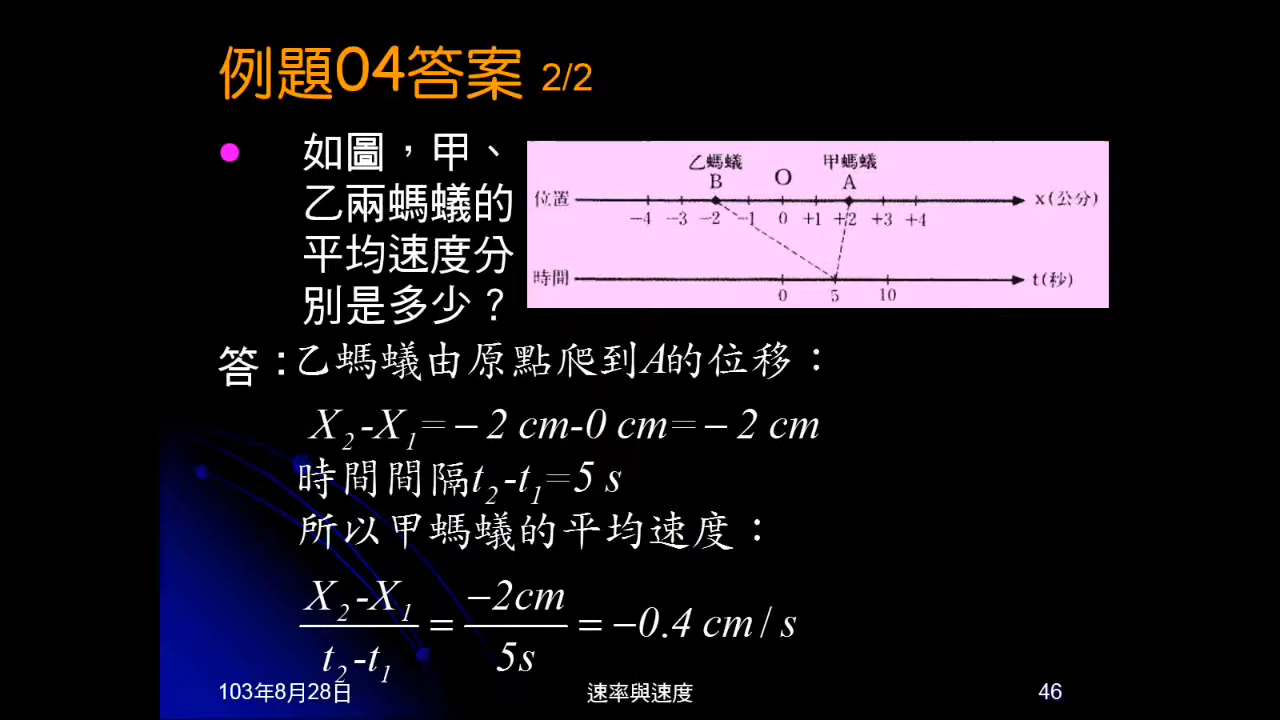 例題04答案 2/2
● 如圖，甲、
乙兩螞蟻的
平均速度分
別是多少？
乙螞蟻 甲螞蟻
B O A
位置 x(公分)
−4 −3 −2 −1 0 +1 +2 +3 +4
時間 t(秒)
0 5 10
答：乙螞蟻由原點爬到A的位移：
X₂-X₁=－2 cm-0 cm=－2 cm
時間間隔t₂-t₁=5 s
所以甲螞蟻的平均速度：
X₂-X₁ / t₂-t₁ = −2cm / 5s = −0.4 cm / s
103年8月28日 速率與速度 46